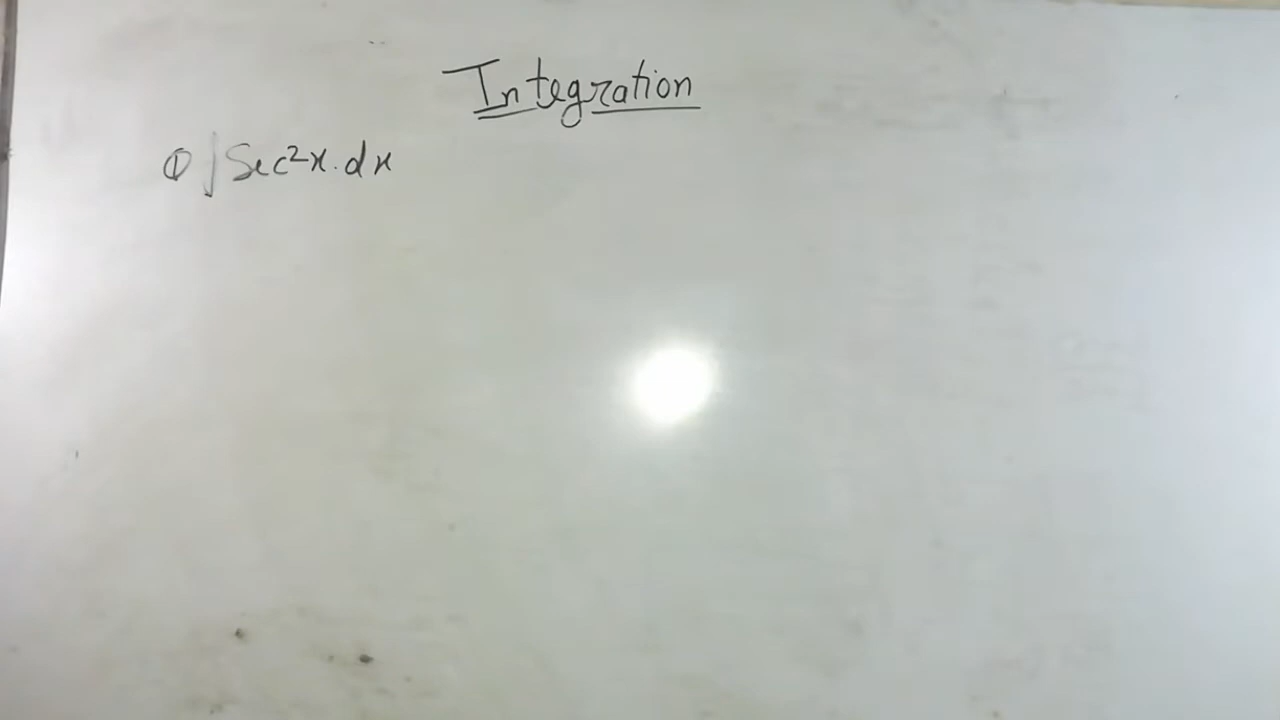 Integration
① ∫Sec²x.dx